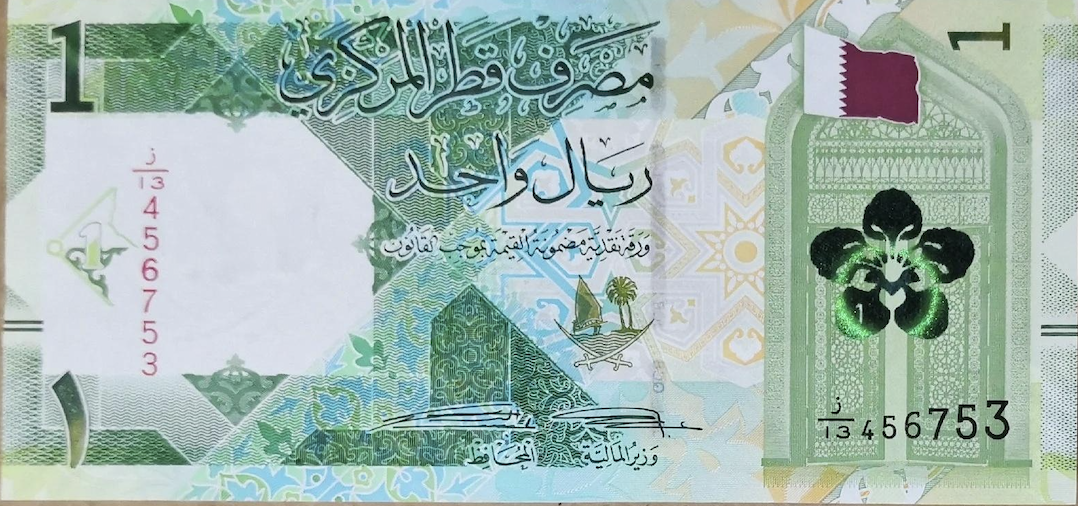 1
1
مصرف قطر المركزي
ريال واحد
ورقة نقدية مضمونة القيمة بموجب القانون
ز
13
456753
1
1
ز
13
456753
وزير المالية
المحافظ
١